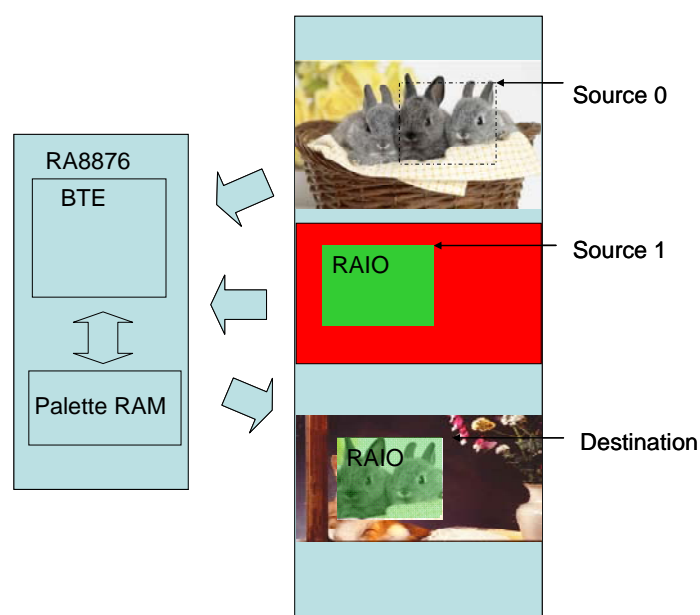 RA8876
BTE
Palette RAM
Source 0
RAIO
Source 1
RAIO
Destination